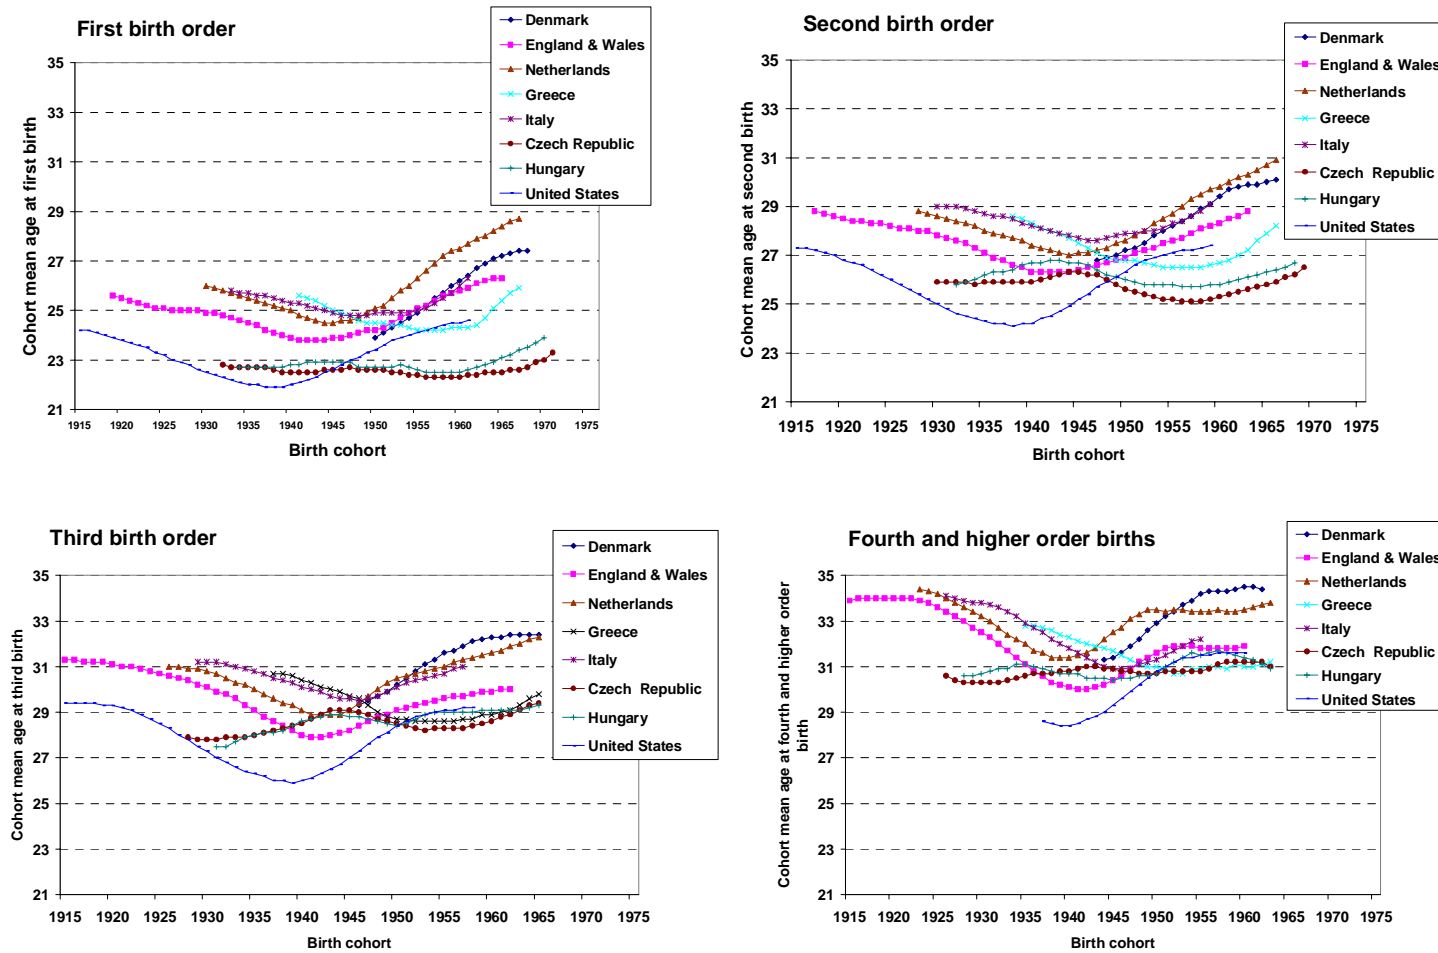 First birth order
Cohort mean age at first birth
35
33
31
29
27
25
23
21
1915 1920 1925 1930 1935 1940 1945 1950 1955 1960 1965 1970 1975
Birth cohort
Denmark
England & Wales
Netherlands
Greece
Italy
Czech Republic
Hungary
United States
Second birth order
Cohort mean age at second birth
35
33
31
29
27
25
23
21
1915 1920 1925 1930 1935 1940 1945 1950 1955 1960 1965 1970 1975
Birth cohort
Denmark
England & Wales
Netherlands
Greece
Italy
Czech Republic
Hungary
United States
Third birth order
Cohort mean age at third birth
35
33
31
29
27
25
23
21
1915 1920 1925 1930 1935 1940 1945 1950 1955 1960 1965 1970 1975
Birth cohort
Denmark
England & Wales
Netherlands
Greece
Italy
Czech Republic
Hungary
United States
Fourth and higher order births
Cohort mean age at fourth and higher order
birth
35
33
31
29
27
25
23
21
1915 1920 1925 1930 1935 1940 1945 1950 1955 1960 1965 1970 1975
Birth cohort
Denmark
England & Wales
Netherlands
Greece
Italy
Czech Republic
Hungary
United States